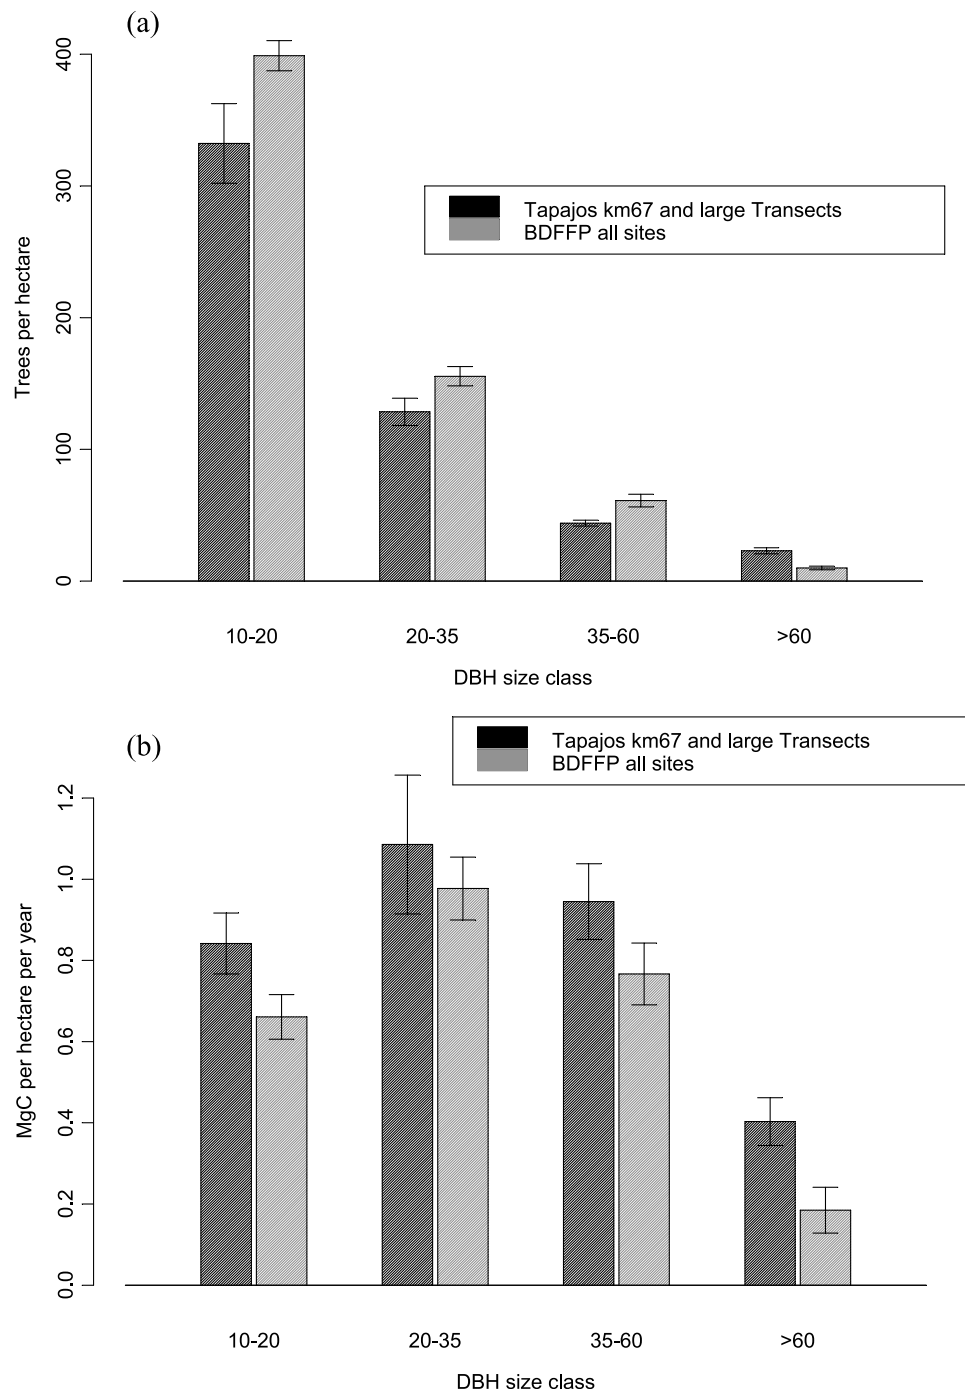 (a)
400
300
200
100
0
Trees per hectare
Tapajos km67 and large Transects
BDFFP all sites
10-20 20-35 35-60 >60
DBH size class
(b)
Tapajos km67 and large Transects
BDFFP all sites
1.2
1.0
0.8
0.6
0.4
0.2
0.0
MgC per hectare per year
10-20 20-35 35-60 >60
DBH size class